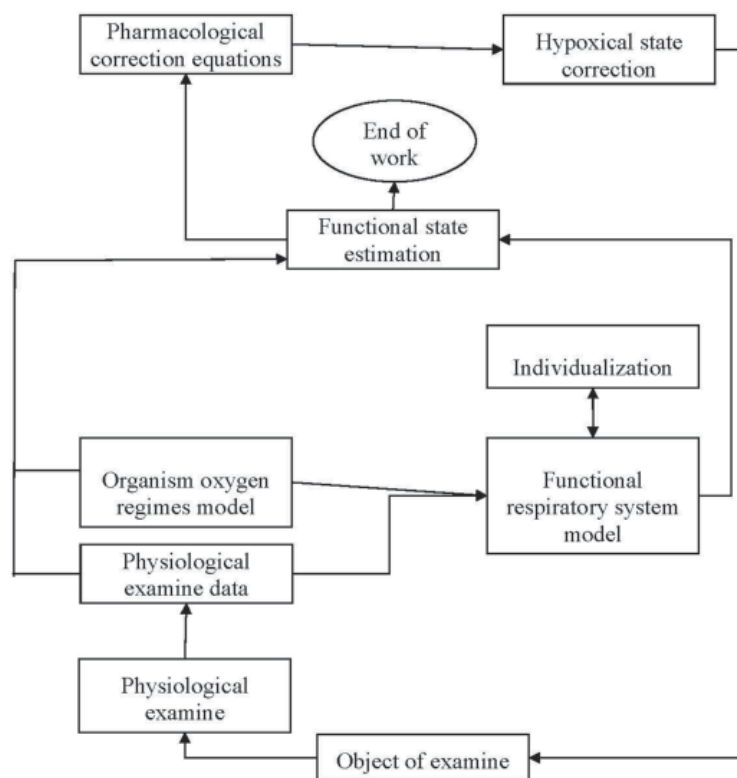 Pharmacological
correction equations
Hypoxical state
correction
End of
work
Functional state
estimation
Individualization
Organism oxygen
regimes model
Functional
respiratory system
model
Physiological
examine data
Physiological
examine
Object of examine